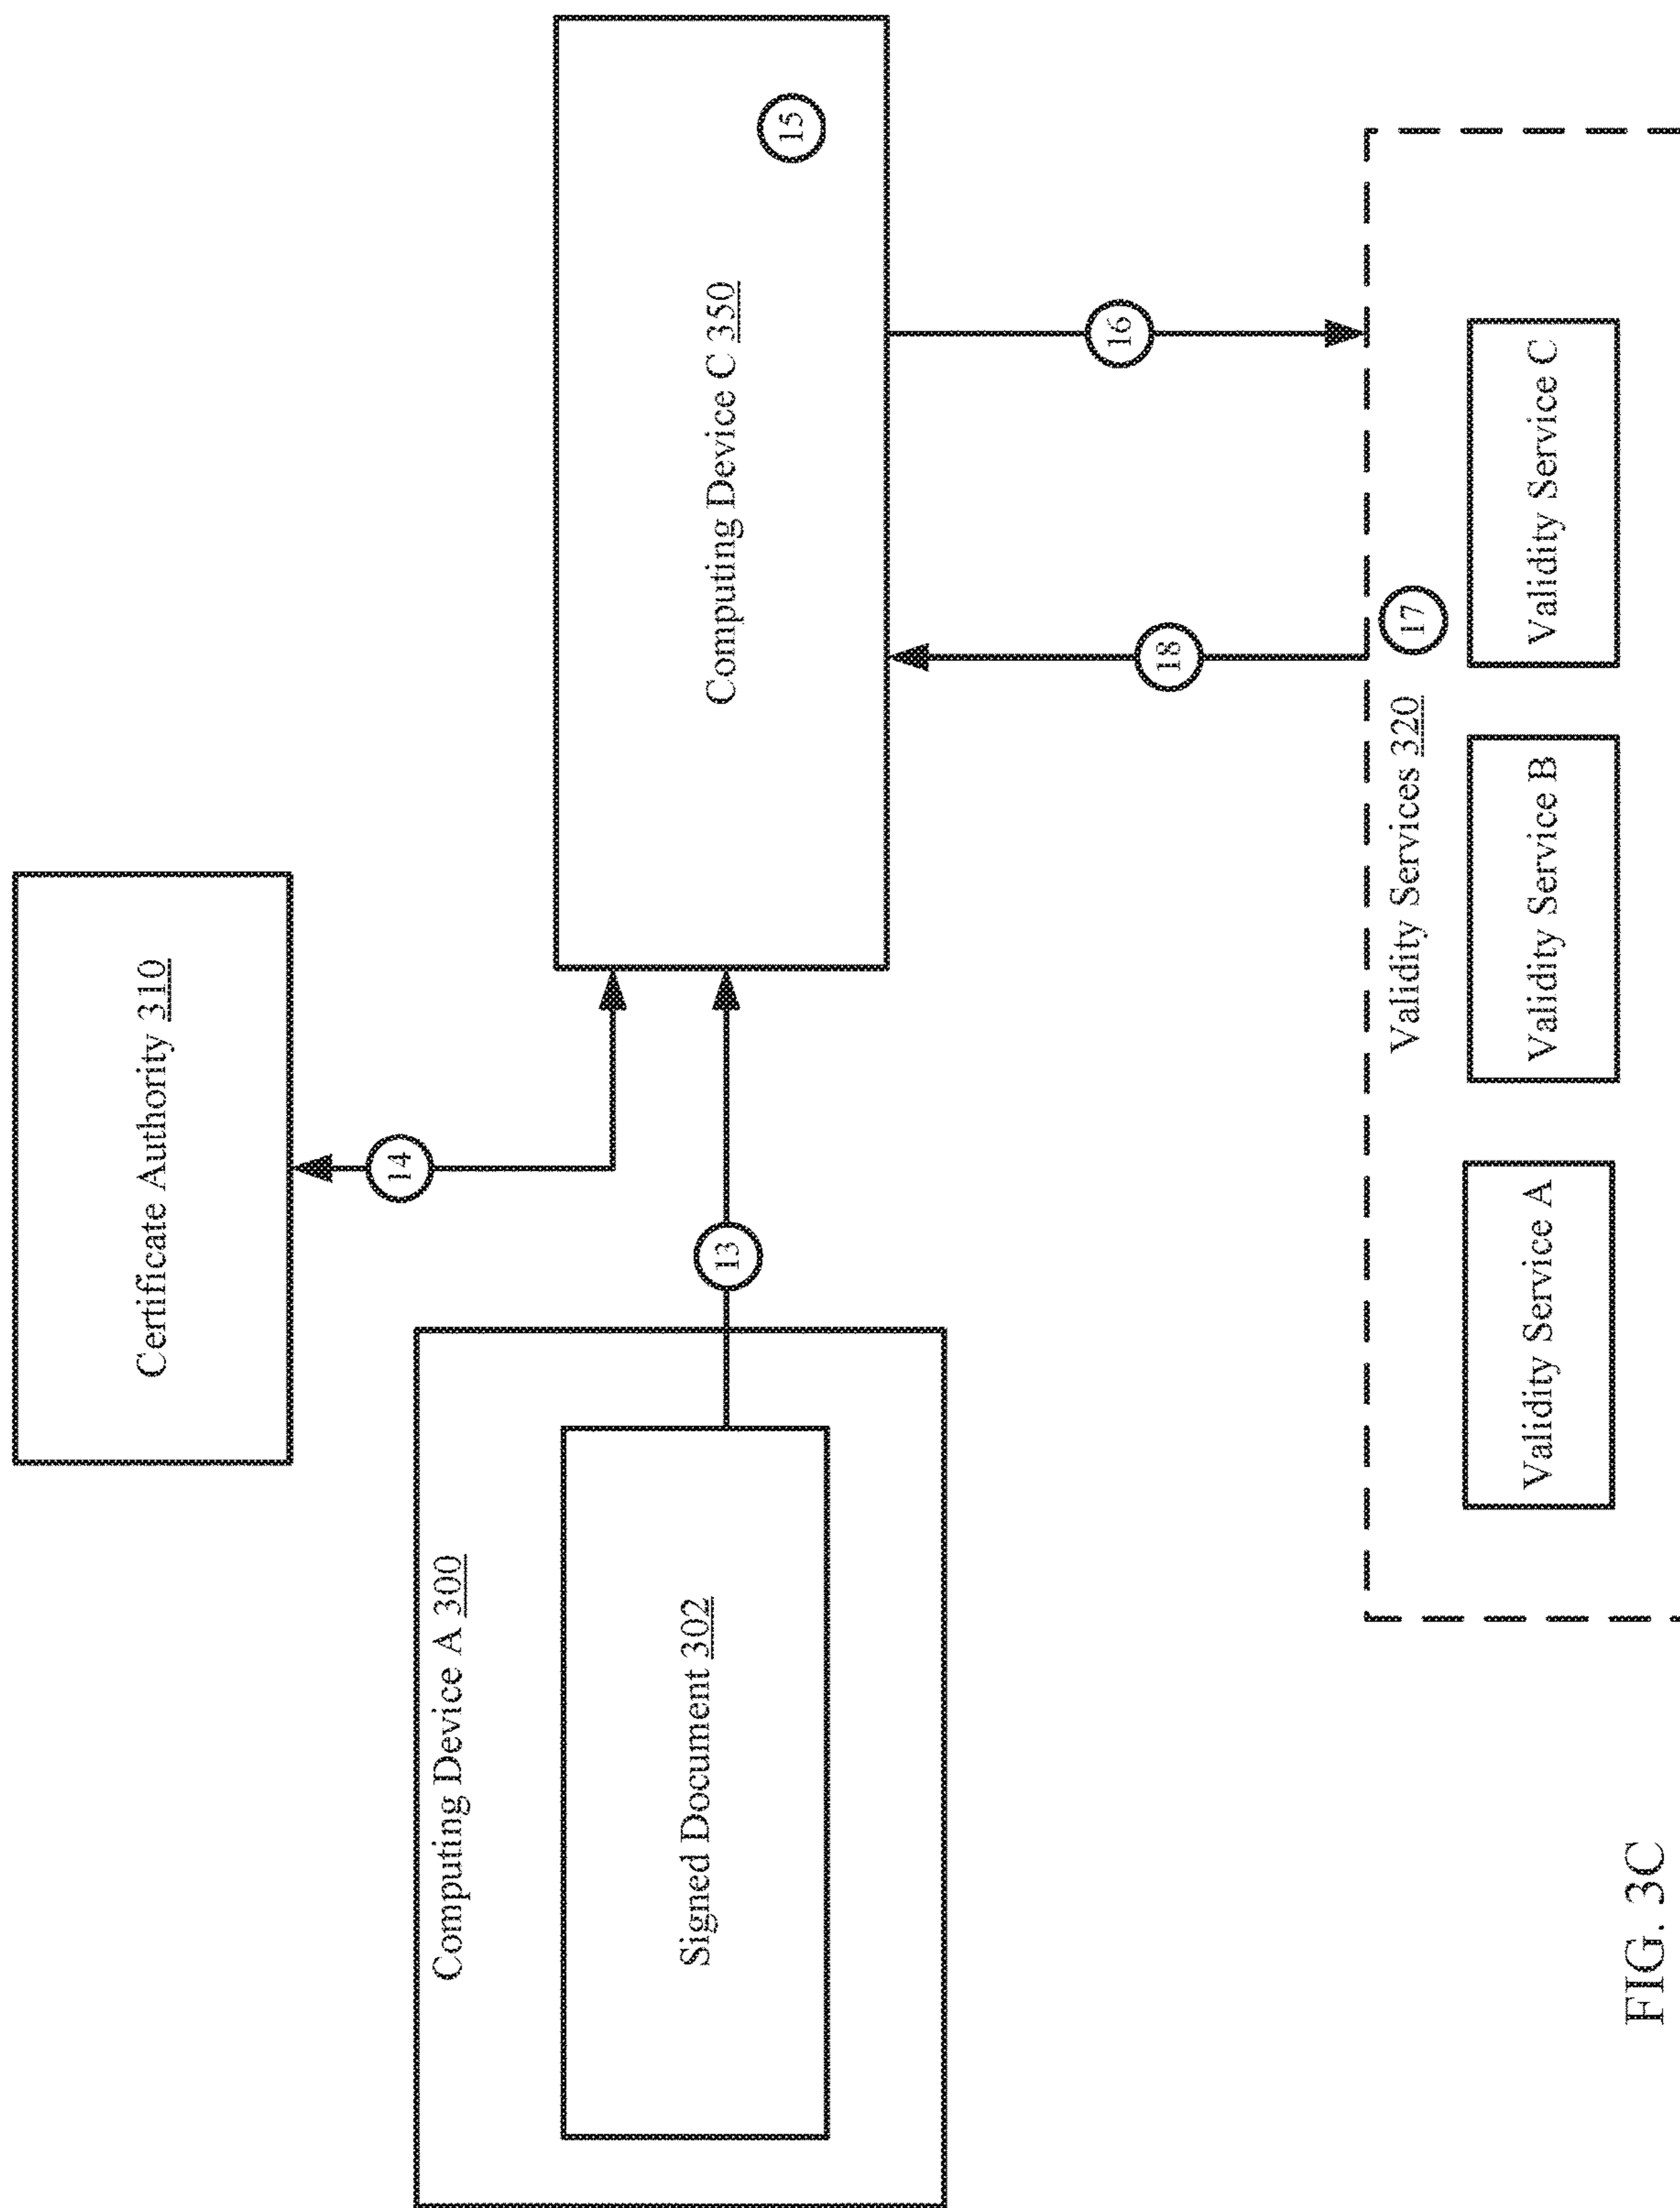 Certificate Authority 310
14
Computing Device A 300
Signed Document 302
13
Computing Device C 350
15
16
18
Validity Services 320
17
Validity Service A
Validity Service B
Validity Service C
FIG. 3C